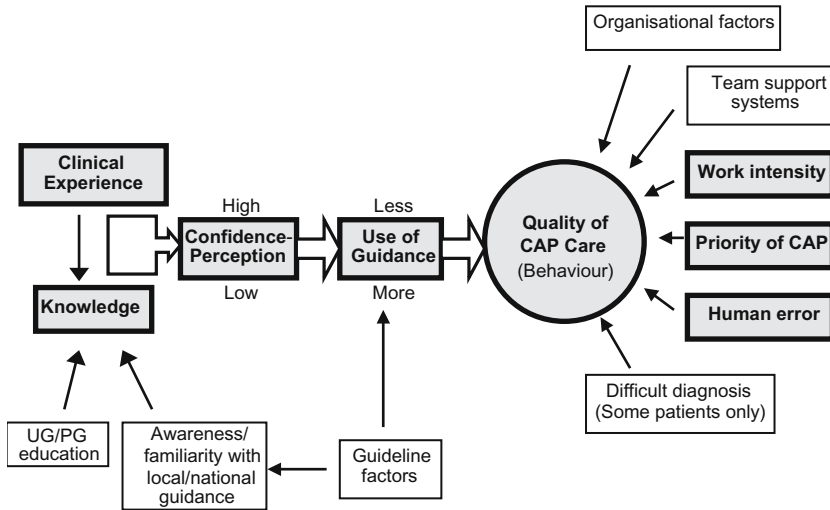 Organisational factors
Team support
systems
Clinical
Experience
Work intensity
High
Less
Confidence-
Perception
Use of
Guidance
Quality of
CAP Care
(Behaviour)
Priority of CAP
Low
More
Knowledge
Human error
Difficult diagnosis
(Some patients only)
UG/PG
education
Awareness/
familiarity with
local/national
guidance
Guideline
factors